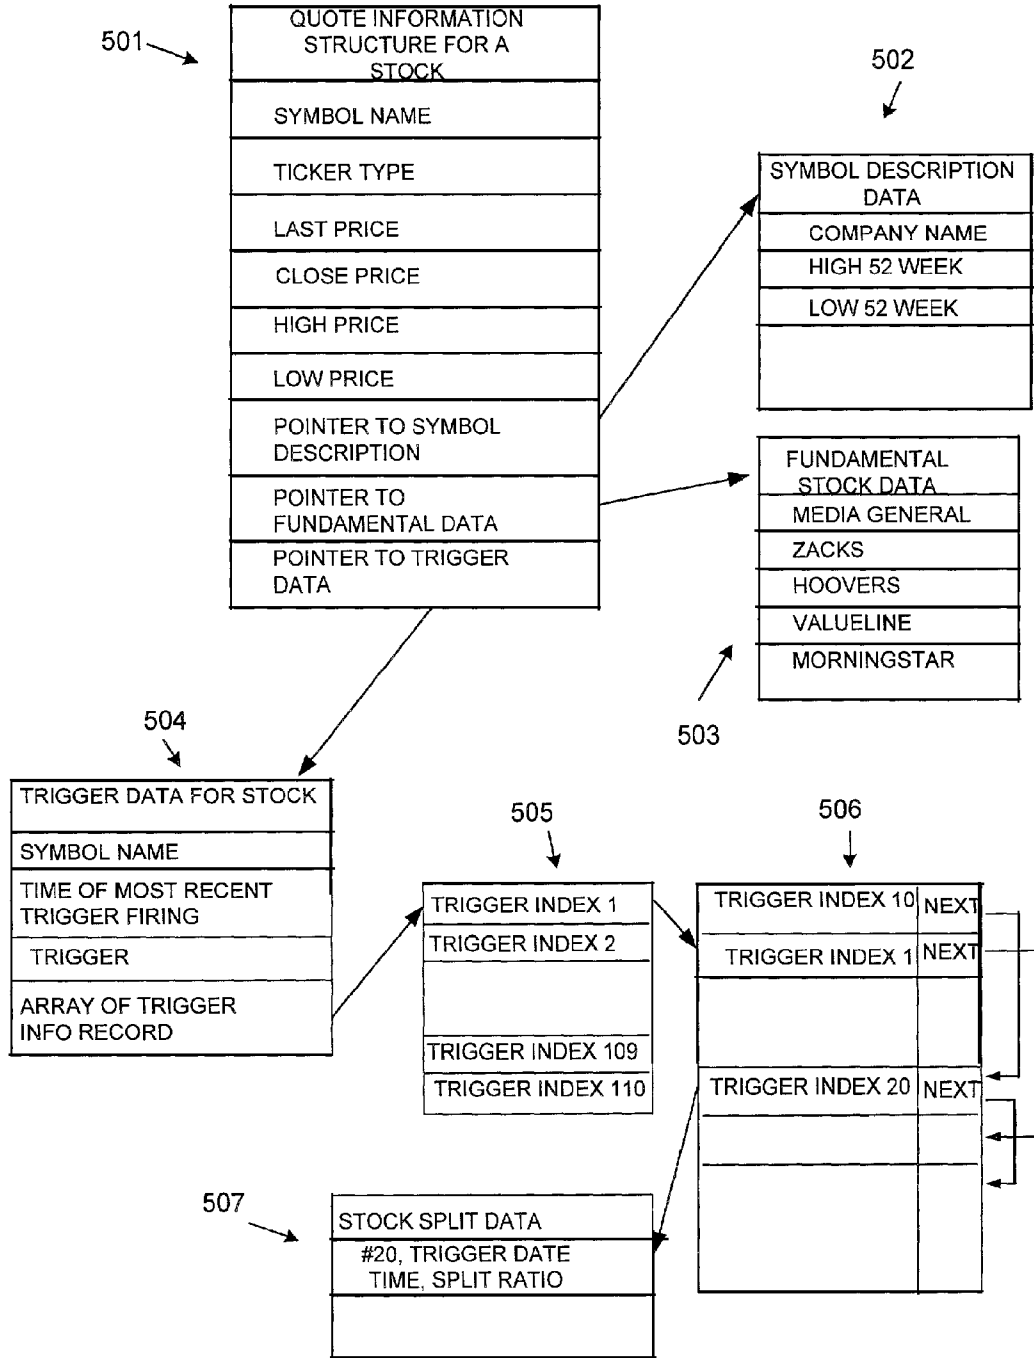 501
QUOTE INFORMATION
STRUCTURE FOR A
STOCK
SYMBOL NAME
TICKER TYPE
LAST PRICE
CLOSE PRICE
HIGH PRICE
LOW PRICE
POINTER TO SYMBOL
DESCRIPTION
POINTER TO
FUNDAMENTAL DATA
POINTER TO TRIGGER
DATA
502
SYMBOL DESCRIPTION
DATA
COMPANY NAME
HIGH 52 WEEK
LOW 52 WEEK
FUNDAMENTAL
STOCK DATA
MEDIA GENERAL
ZACKS
HOOVERS
VALUELINE
MORNINGSTAR
503
504
TRIGGER DATA FOR STOCK
SYMBOL NAME
TIME OF MOST RECENT
TRIGGER FIRING
TRIGGER
ARRAY OF TRIGGER
INFO RECORD
505
TRIGGER INDEX 1
TRIGGER INDEX 2
TRIGGER INDEX 109
TRIGGER INDEX 110
506
TRIGGER INDEX 10 NEXT
TRIGGER INDEX 1 NEXT
TRIGGER INDEX 20 NEXT
507
STOCK SPLIT DATA
#20, TRIGGER DATE
TIME, SPLIT RATIO